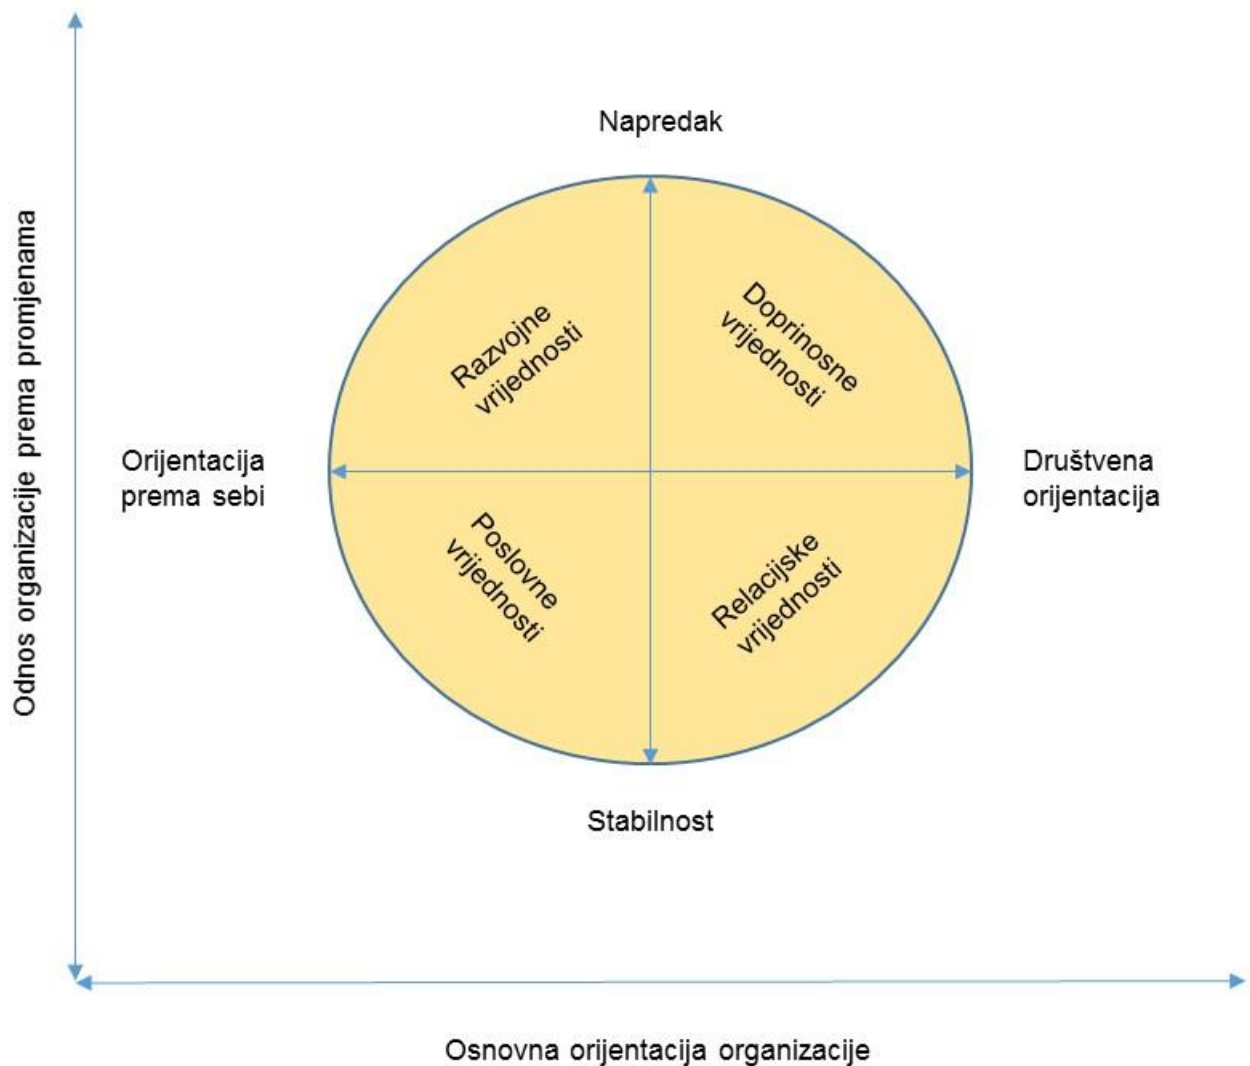 Napredak
Odnos organizacije prema promjenama
Razvojne
vrijednosti
Doprinosne
vrijednosti
Orijentacija
prema sebi
Društvena
orijentacija
Poslovne
vrijednosti
Relacijske
vrijednosti
Stabilnost
Osnovna orijentacija organizacije